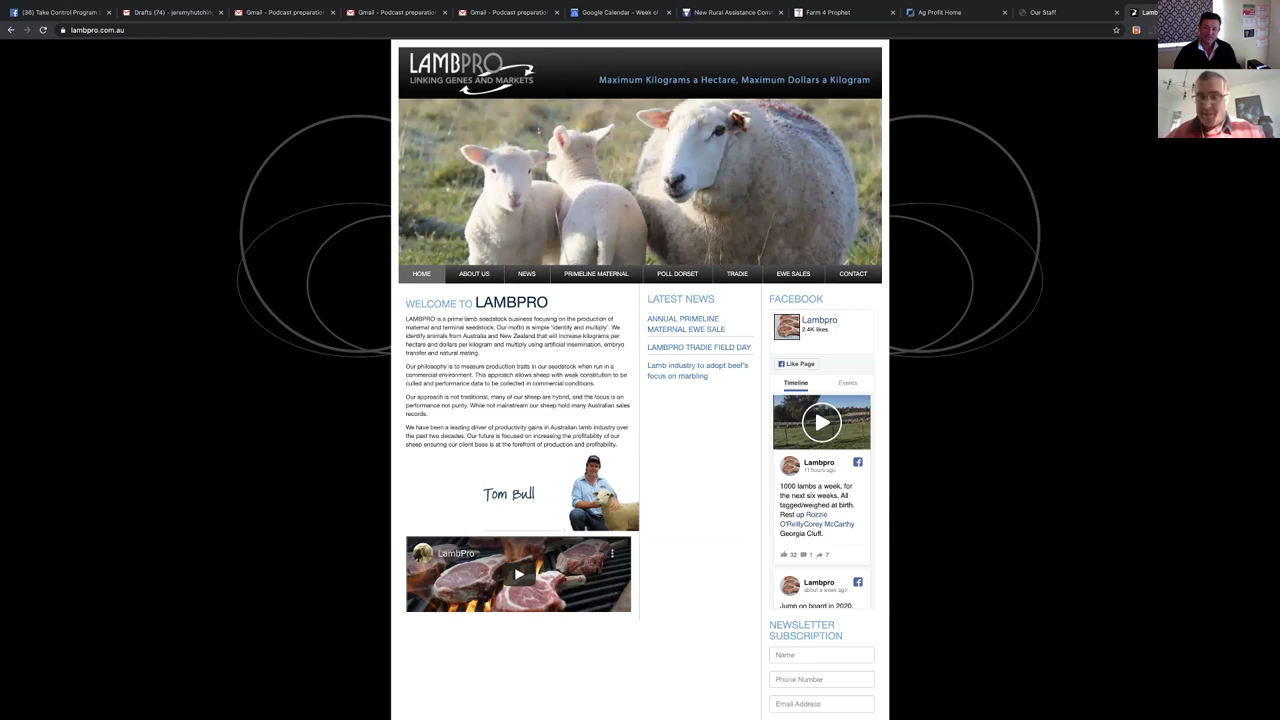 (36) Take Control Program
Drafts (74) - jeremyhutchin
Gmail - Podcast preparation
Gmail - Podcast preparation
Gmail - Podcast preparation
Google Calendar - Week of
New Rural Assistance Comm
Farm 4 Prophet
Ag Profit Home
Our Staff
Lamb
lambpro.com.au
LAMBPRO
LINKING GENES AND MARKETS
Maximum Kilograms a Hectare, Maximum Dollars a Kilogram
HOME
ABOUT US
NEWS
PRIMELINE MATERNAL
POLL DORSET
TRADIE
EWE SALES
CONTACT
WELCOME TO LAMBPRO
LAMBPRO is a prime lamb seedstock business focusing on the production of
maternal and terminal seedstock. Our motto is simple 'identify and multiply'. We
identify animals from Australia and New Zealand that will increase kilograms per
hectare and dollars per kilogram and multiply using artificial insemination, embryo
transfer and natural mating.
Our philosophy is to measure production traits in our seedstock when run in a
commercial environment. This approach allows sheep with weak constitution to be
culled and performance data to be collected in commercial conditions.
Our approach is not traditional, many of our sheep are hybrid, and the focus is on
performance not purity. While not mainstream our sheep hold many Australian sales
records.
We have been a leading driver of productivity gains in Australian lamb industry over
the past two decades. Our future is focused on increasing the profitability of our
sheep ensuring our client base is at the forefront of production and profitability.
Tom Bull
LambPro
LATEST NEWS
ANNUAL PRIMELINE
MATERNAL EWE SALE
LAMBPRO TRADIE FIELD DAY
Lamb industry to adopt beef's
focus on marbling
FACEBOOK
Lambpro
2.4K likes
Like Page
Timeline
Events
Lambpro
11 hours ago
1000 lambs a week, for
the next six weeks. All
tagged/weighed at birth.
Rest up Rozzie
O'ReillyCorey McCarthy
Georgia Cluff.
32 1 7
Lambpro
about a week ago
Jump on board in 2020.
NEWSLETTER
SUBSCRIPTION
Name
Phone Number
Email Address